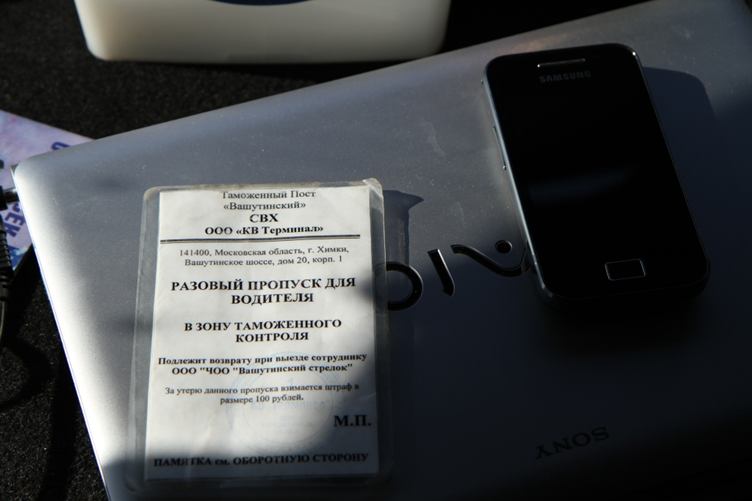 SAMSUNG
Таможенный Пост
«Вашутинский»
СВХ
ООО «КВ Терминал»
141400, Московская область, г. Химки,
Вашутинское шоссе, дом 20, корп. 1
РАЗОВЫЙ ПРОПУСК ДЛЯ
ВОДИТЕЛЯ
В ЗОНУ ТАМОЖЕННОГО
КОНТРОЛЯ
Подлежит возврату при выезде сотруднику
ООО "ЧОО "Вашутинский стрелок"
За утерю данного пропуска взимается штраф в
размере 100 рублей.
М.П.
ПАМЯТКА см. ОБОРОТНУЮ СТОРОНУ
SONY